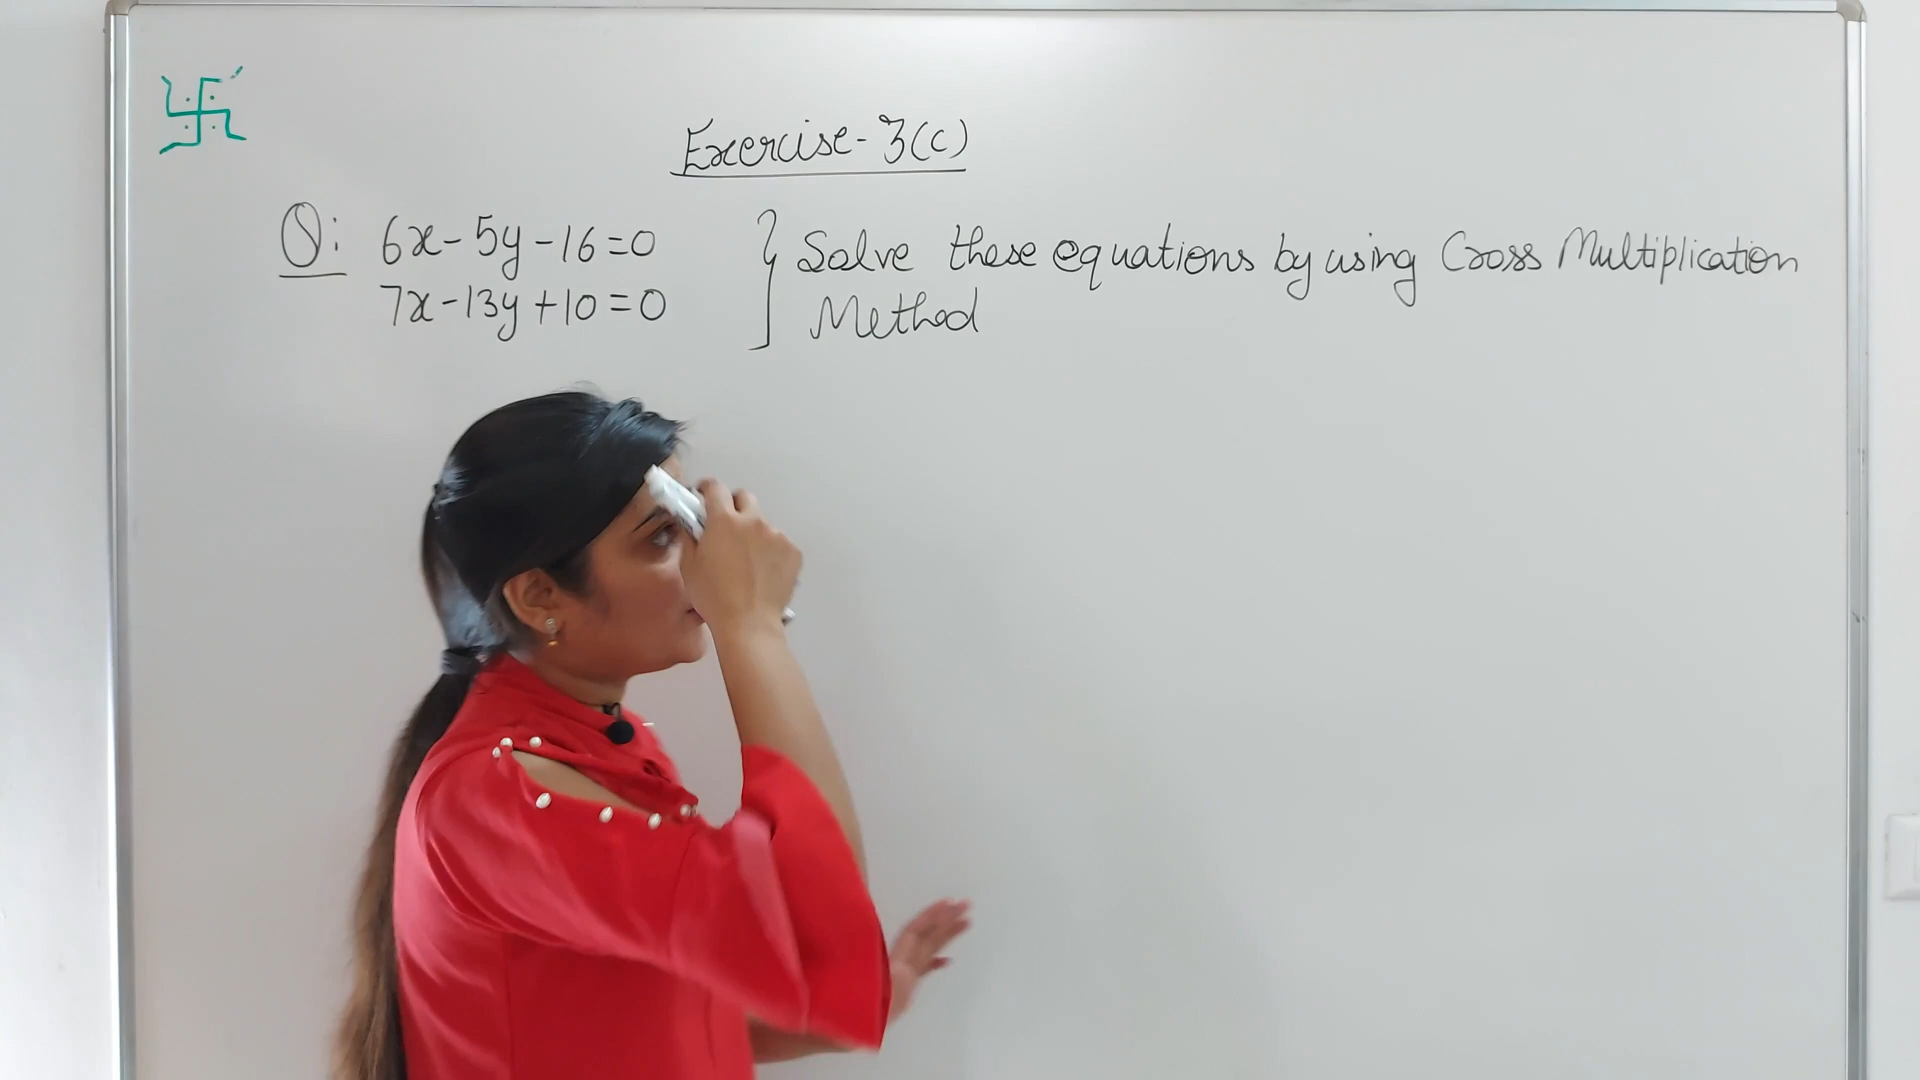 Exercise-3(c)
Q: 6x-5y-16=0 } Solve these equations by using Cross Multiplication
7x-13y+10=0 Method